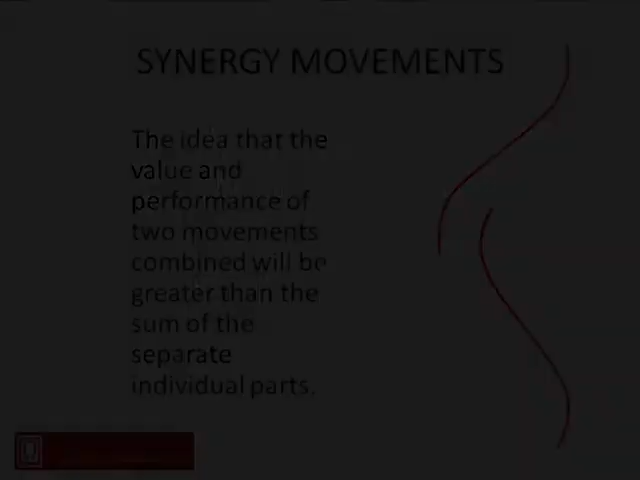 SYNERGY MOVEMENTS
The idea that the
value and
performance of
two movements
combined will be
greater than the
sum of the
separate
individual parts.